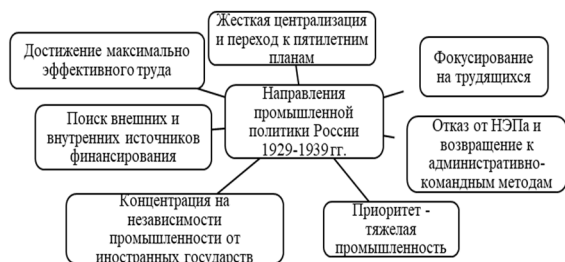 Жесткая централизация
и переход к пятилетним
планам
Достижение максимально
эффективного труда
Фокусирование
на трудящихся
Направления
промышленной
политики России
1929-1939 гг.
Поиск внешних и
внутренних источников
финансирования
Отказ от НЭПа и
возвращение к
административно-
командным методам
Концентрация на
независимости
промышленности от
иностранных государств
Приоритет -
тяжелая
промышленность